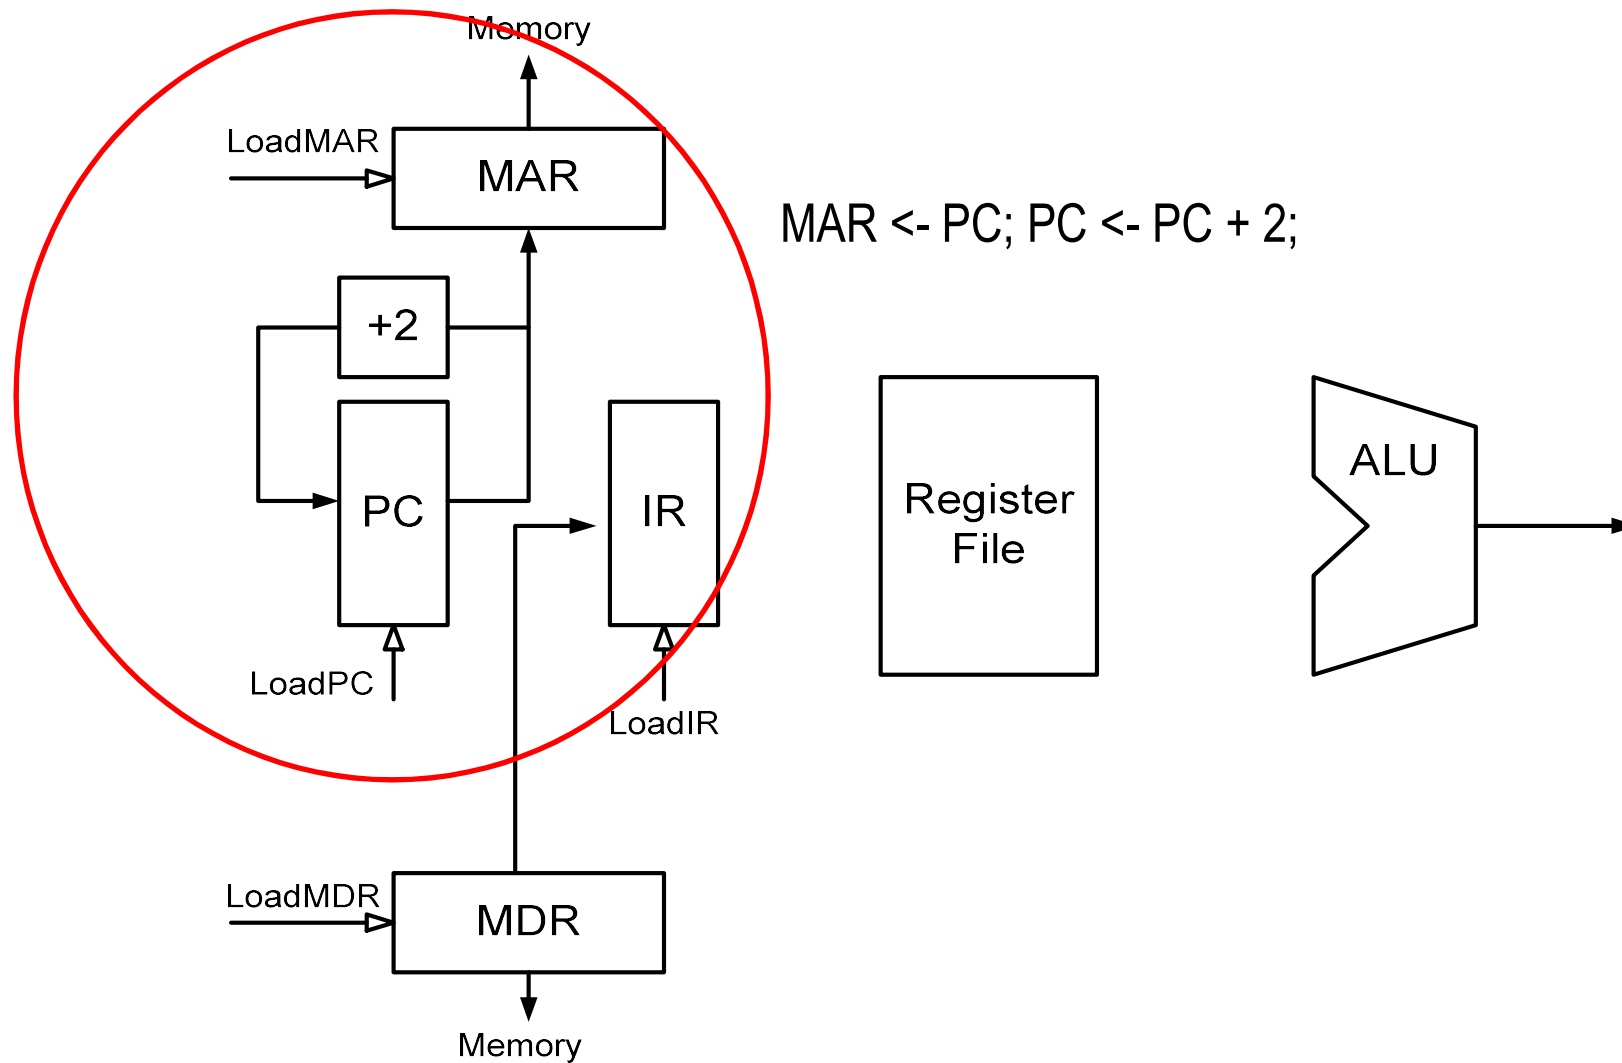 Memory
LoadMAR
MAR
MAR <- PC; PC <- PC + 2;
+2
PC
IR
Register
File
ALU
LoadPC
LoadIR
LoadMDR
MDR
Memory